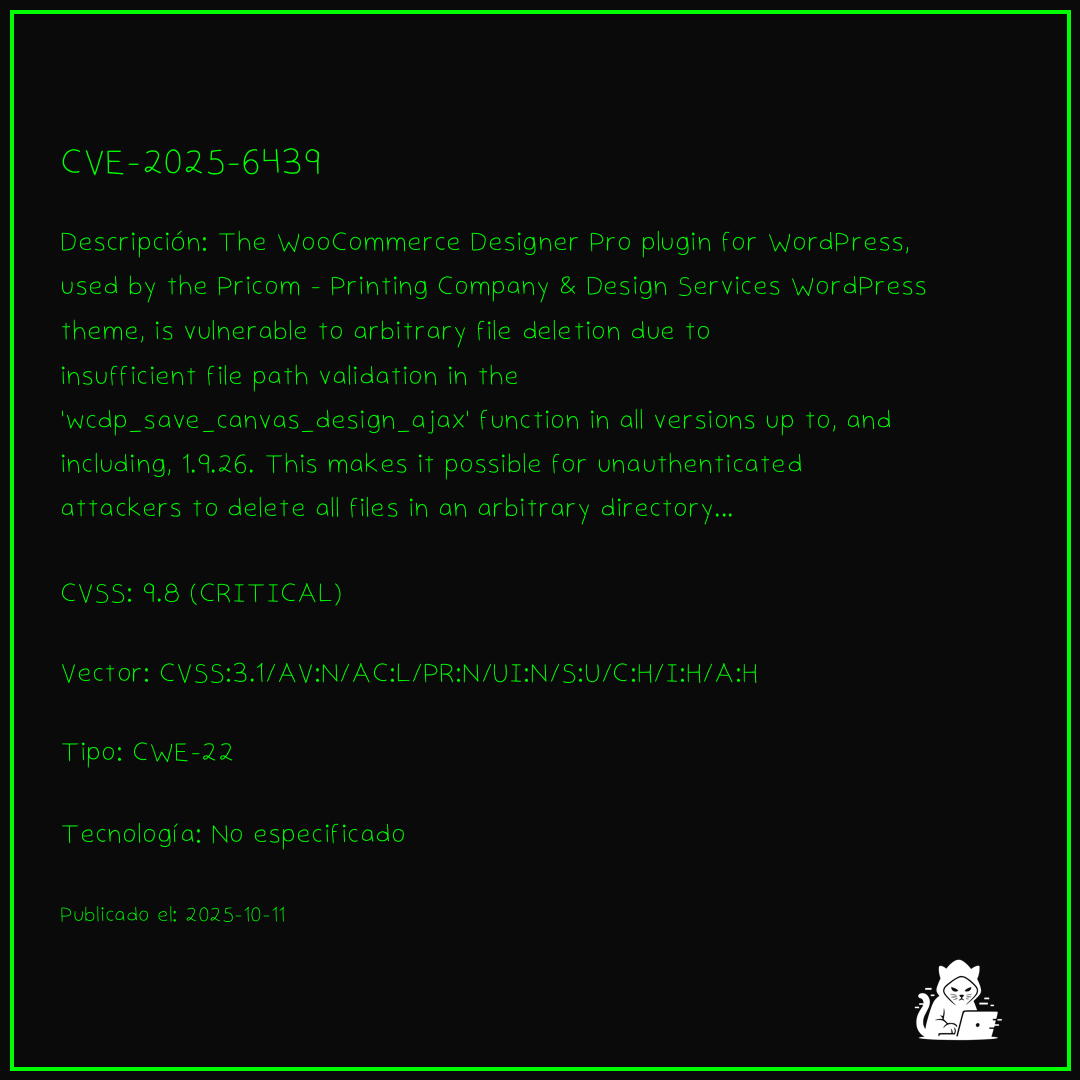 CVE-2025-6439
Descripción: The WooCommerce Designer Pro plugin for WordPress,
used by the Pricom - Printing Company & Design Services WordPress
theme, is vulnerable to arbitrary file deletion due to
insufficient file path validation in the
'wcdp_save_canvas_design_ajax' function in all versions up to, and
including, 1.9.26. This makes it possible for unauthenticated
attackers to delete all files in an arbitrary directory...
CVSS: 9.8 (CRITICAL)
Vector: CVSS:3.1/AV:N/AC:L/PR:N/UI:N/S:U/C:H/I:H/A:H
Tipo: CWE-22
Tecnología: No especificado
Publicado el: 2025-10-11